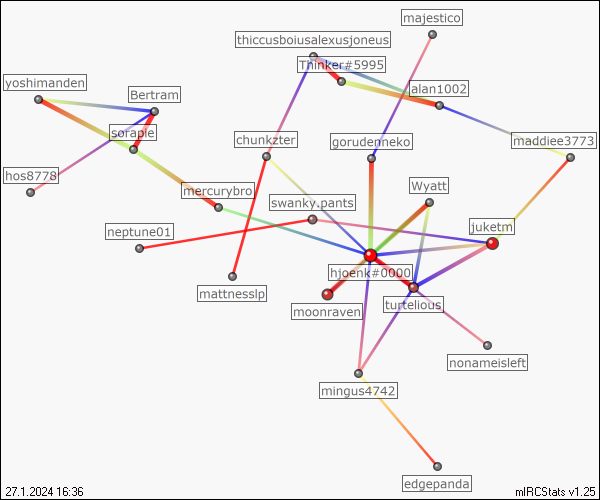 majestico
thiccusboiusalexusjoneus
Thinker#5995
yoshimanden
Bertram
alan1002
sorapie
chunkzter
gorudenneko
maddiee3773
hos8778
mercurybro
Wyatt
swanky.pants
neptune01
juketm
hjoenk#0000
mattnesslp
moonraven
turtelious
nonameisleft
mingus4742
edgepanda
27.1.2024 16:36
mIRCStats v1.25